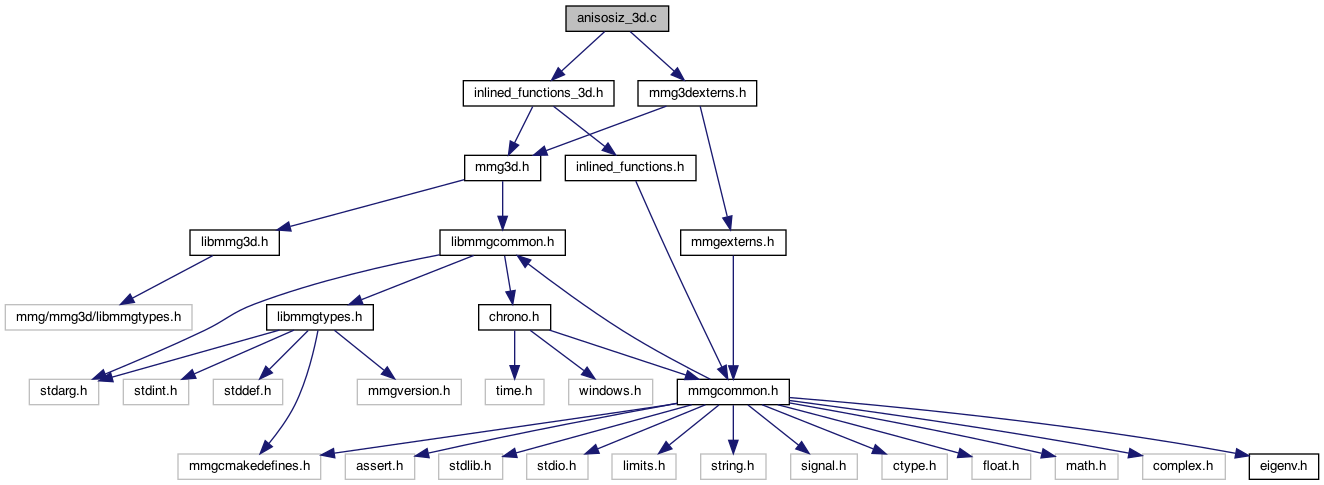 anisosiz_3d.c
inlined_functions_3d.h
mmg3dexterns.h
mmg3d.h
inlined_functions.h
libmmg3d.h
libmmgcommon.h
mmgexterns.h
mmg/mmg3d/libmmgtypes.h
libmmgtypes.h
chrono.h
stdarg.h
stdint.h
stddef.h
mmgversion.h
time.h
windows.h
mmgcommon.h
mmgcmakedefines.h
assert.h
stdlib.h
stdio.h
limits.h
string.h
signal.h
ctype.h
float.h
math.h
complex.h
eigenv.h